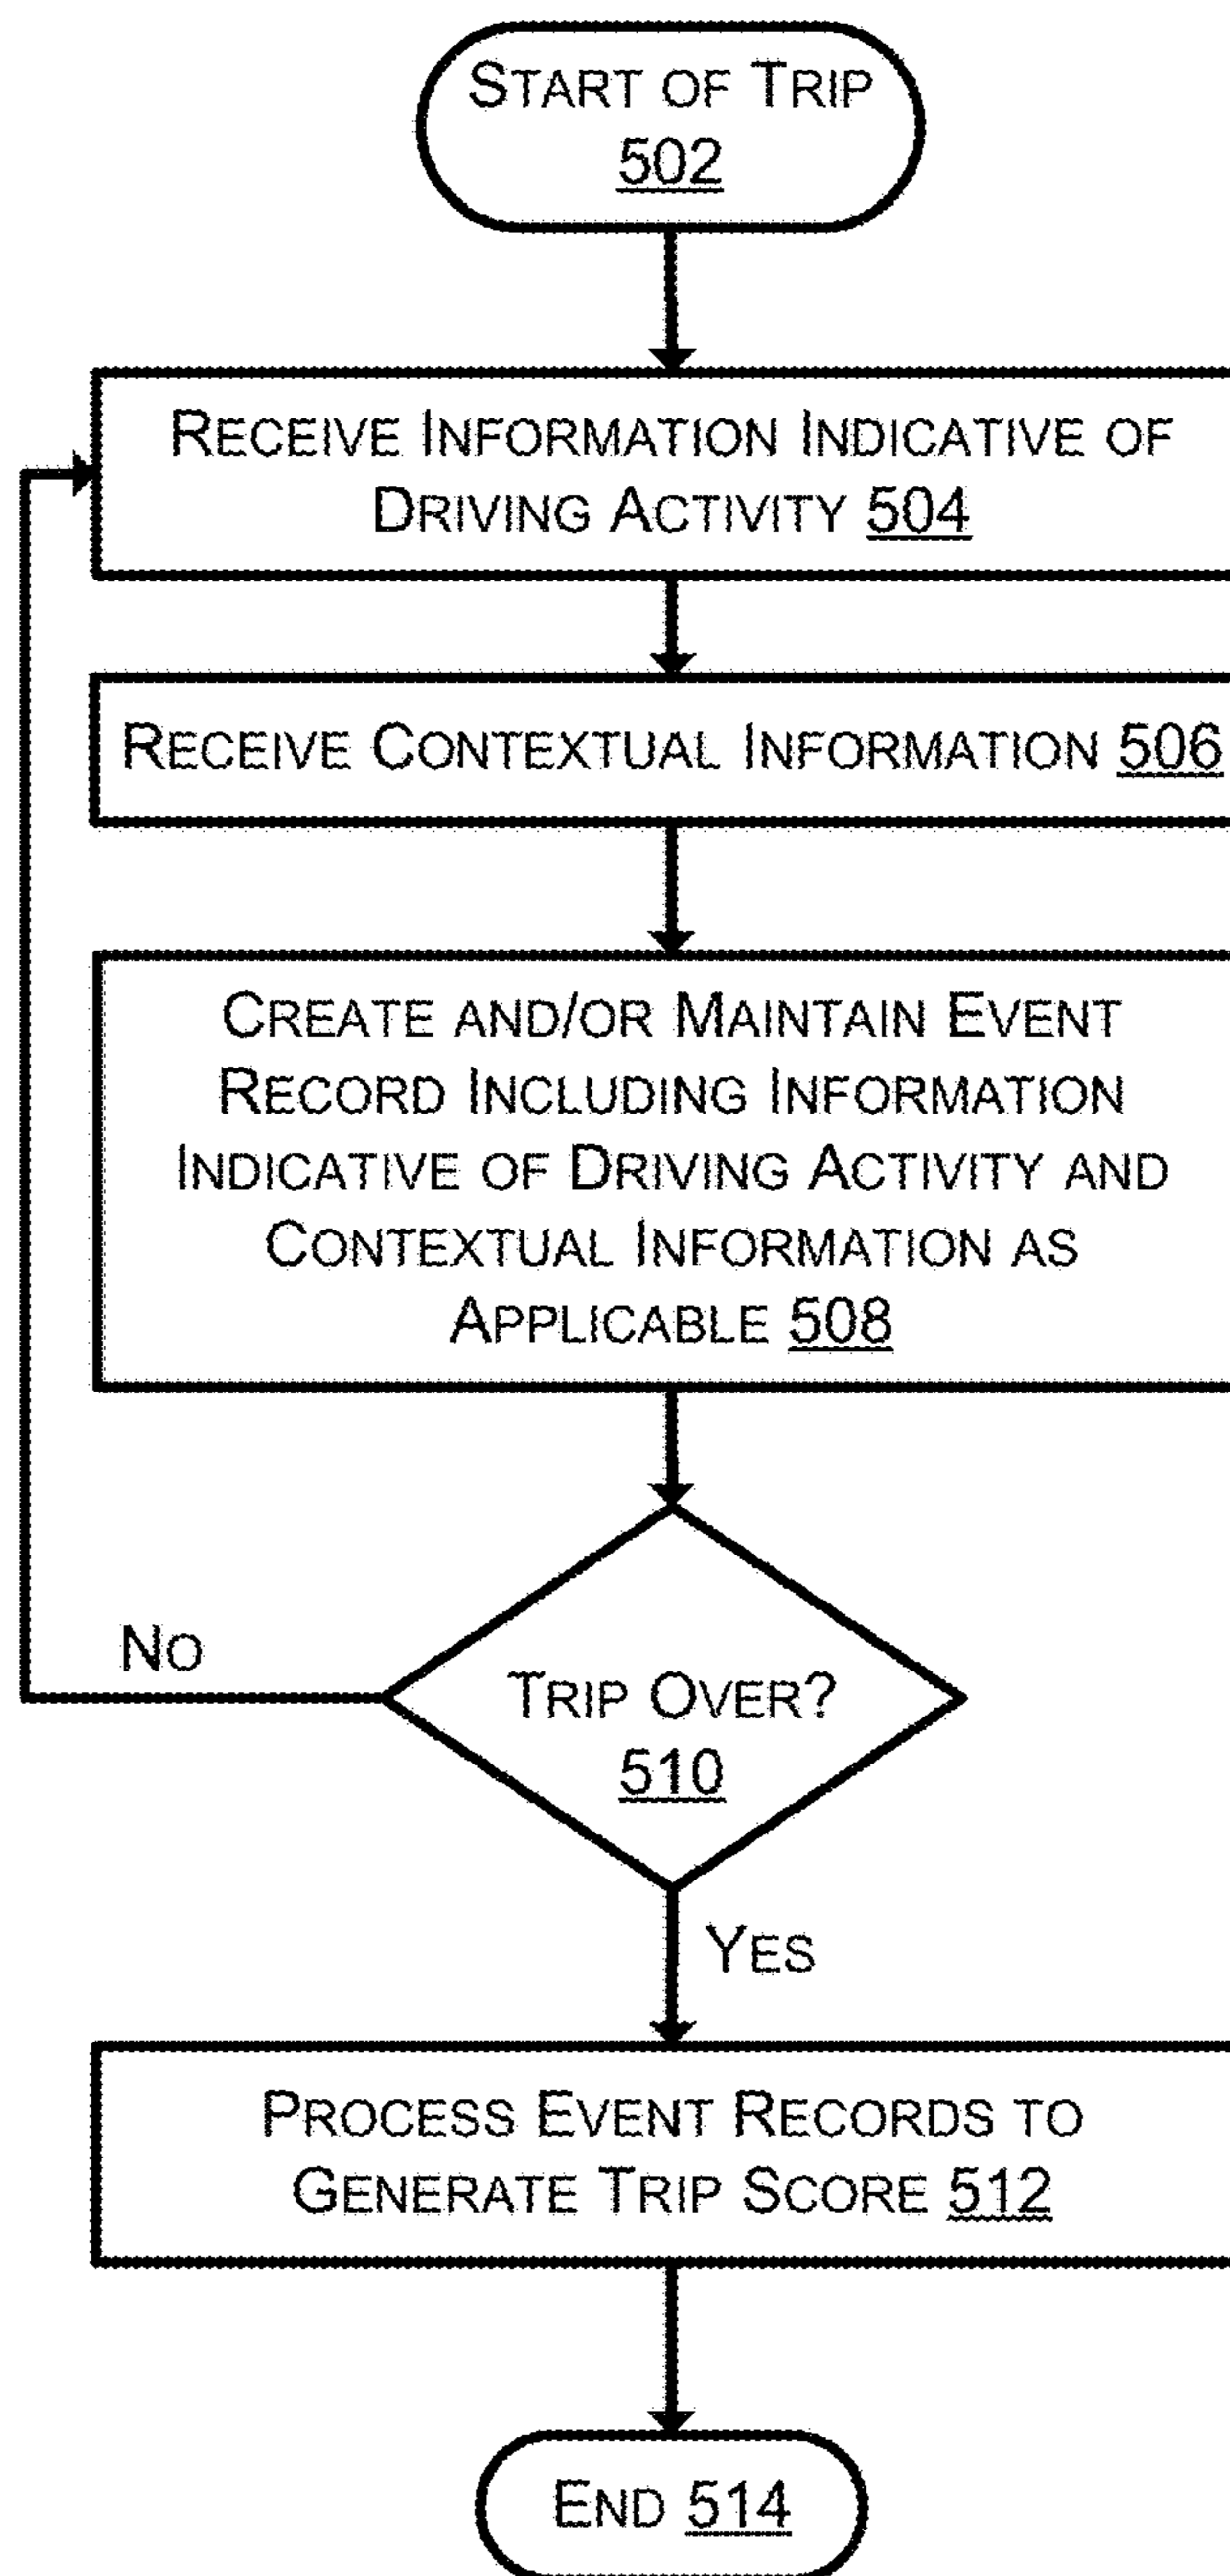 START OF TRIP
502
RECEIVE INFORMATION INDICATIVE OF
DRIVING ACTIVITY 504
RECEIVE CONTEXTUAL INFORMATION 506
CREATE AND/OR MAINTAIN EVENT
RECORD INCLUDING INFORMATION
INDICATIVE OF DRIVING ACTIVITY AND
CONTEXTUAL INFORMATION AS
APPLICABLE 508
NO
TRIP OVER?
510
YES
PROCESS EVENT RECORDS TO
GENERATE TRIP SCORE 512
END 514